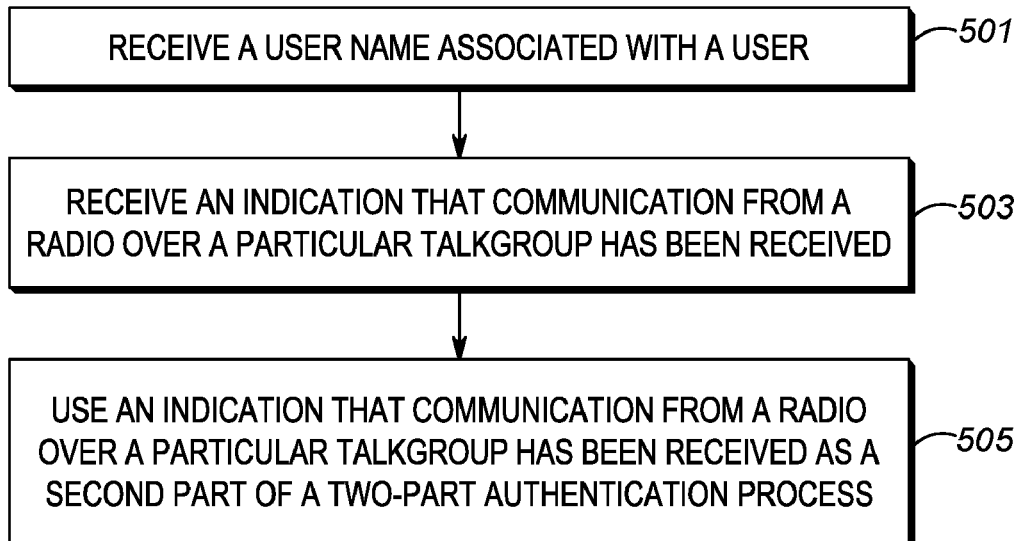 RECEIVE A USER NAME ASSOCIATED WITH A USER
501
RECEIVE AN INDICATION THAT COMMUNICATION FROM A
RADIO OVER A PARTICULAR TALKGROUP HAS BEEN RECEIVED
503
USE AN INDICATION THAT COMMUNICATION FROM A RADIO
OVER A PARTICULAR TALKGROUP HAS BEEN RECEIVED AS A
SECOND PART OF A TWO-PART AUTHENTICATION PROCESS
505